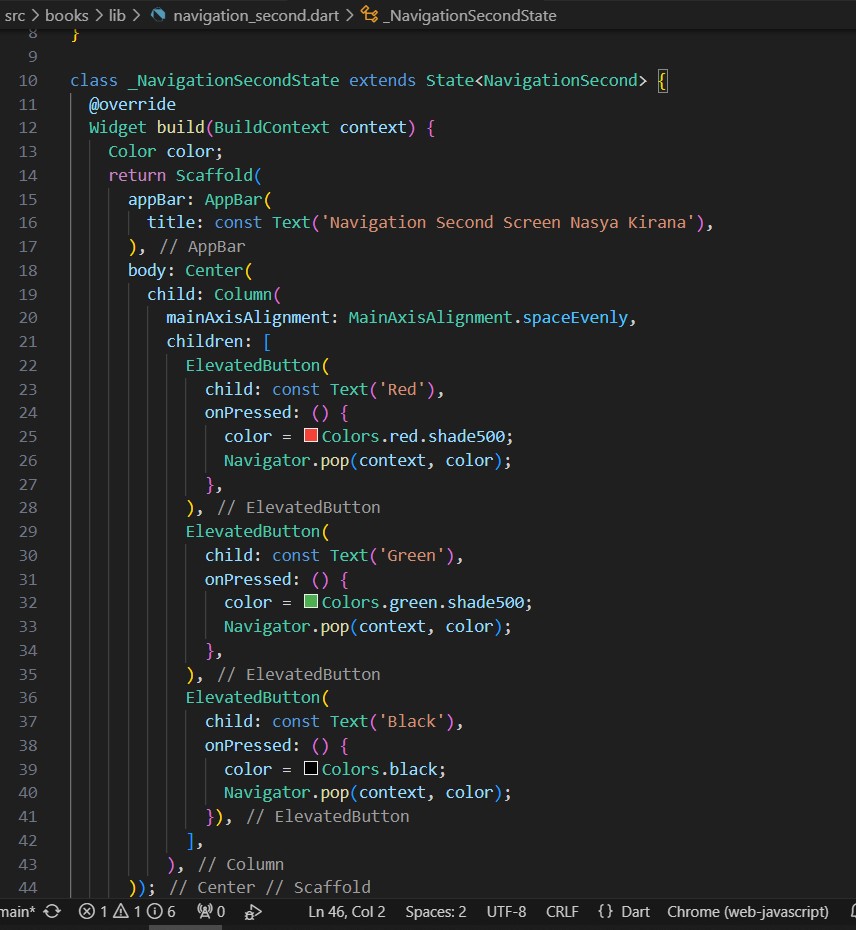 src > books > lib > navigation_second.dart > _NavigationSecondState
8 }
9
10 class _NavigationSecondState extends State<NavigationSecond> {
11   @override
12   Widget build(BuildContext context) {
13     Color color;
14     return Scaffold(
15       appBar: AppBar(
16         title: const Text('Navigation Second Screen Nasya Kirana'),
17       ), // AppBar
18       body: Center(
19         child: Column(
20           mainAxisAlignment: MainAxisAlignment.spaceEvenly,
21           children: [
22             ElevatedButton(
23               child: const Text('Red'),
24               onPressed: () {
25                 color = Colors.red.shade500;
26                 Navigator.pop(context, color);
27               },
28             ), // ElevatedButton
29             ElevatedButton(
30               child: const Text('Green'),
31               onPressed: () {
32                 color = Colors.green.shade500;
33                 Navigator.pop(context, color);
34               },
35             ), // ElevatedButton
36             ElevatedButton(
37               child: const Text('Black'),
38               onPressed: () {
39                 color = Colors.black;
40                 Navigator.pop(context, color);
41               }), // ElevatedButton
42           ],
43         ), // Column
44       )); // Center // Scaffold
main* 1 1 6 0 Ln 46, Col 2 Spaces: 2 UTF-8 CRLF {} Dart Chrome (web-javascript)